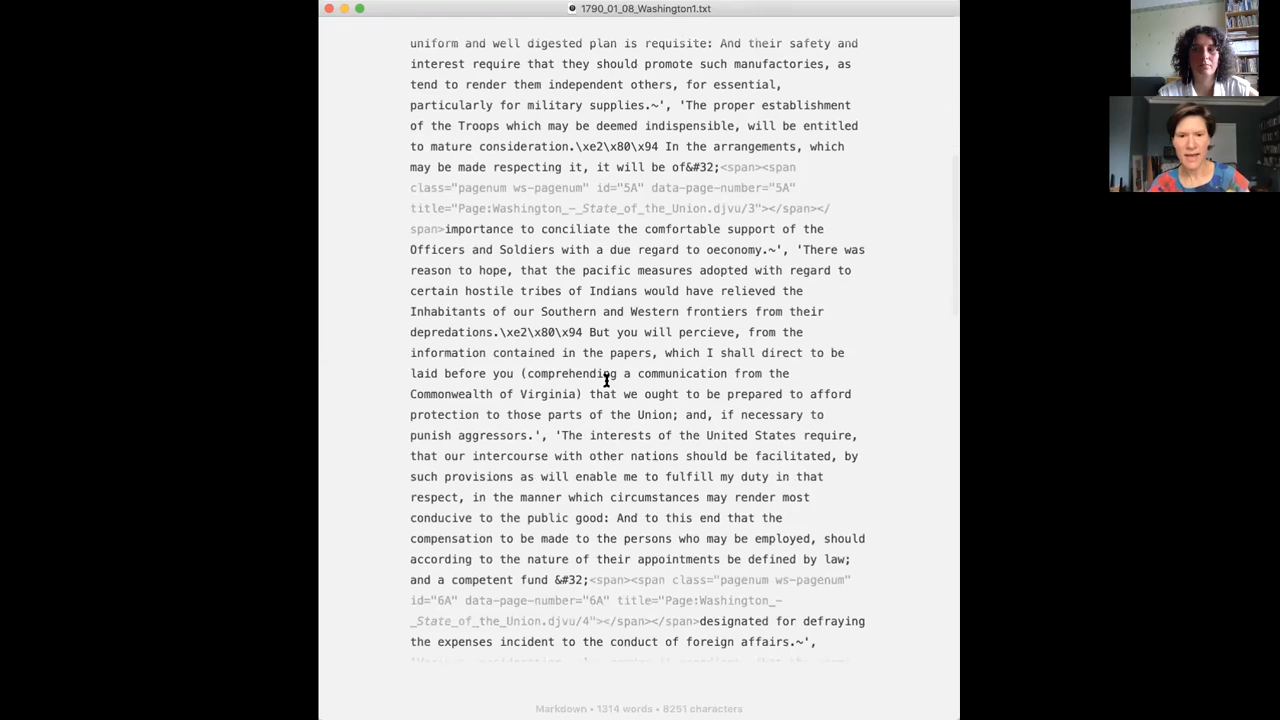 1790_01_08_Washington1.txt
uniform and well digested plan is requisite: And their safety and
interest require that they should promote such manufactories, as
tend to render them independent others, for essential,
particularly for military supplies.~', 'The proper establishment
of the Troops which may be deemed indispensible, will be entitled
to mature consideration.\xe2\x80\x94 In the arrangements, which
may be made respecting it, it will be of&#32;<span><span
class="pagenum ws-pagenum" id="5A" data-page-number="5A"
title="Page:Washington_-_State_of_the_Union.djvu/3"></span></
span>importance to conciliate the comfortable support of the
Officers and Soldiers with a due regard to oeconomy.~', 'There was
reason to hope, that the pacific measures adopted with regard to
certain hostile tribes of Indians would have relieved the
Inhabitants of our Southern and Western frontiers from their
depredations.\xe2\x80\x94 But you will percieve, from the
information contained in the papers, which I shall direct to be
laid before you (comprehending a communication from the
Commonwealth of Virginia) that we ought to be prepared to afford
protection to those parts of the Union; and, if necessary to
punish aggressors.', 'The interests of the United States require,
that our intercourse with other nations should be facilitated, by
such provisions as will enable me to fulfill my duty in that
respect, in the manner which circumstances may render most
conducive to the public good: And to this end that the
compensation to be made to the persons who may be employed, should
according to the nature of their appointments be defined by law;
and a competent fund &#32;<span><span class="pagenum ws-pagenum"
id="6A" data-page-number="6A" title="Page:Washington_-
_State_of_the_Union.djvu/4"></span></span>designated for defraying
the expenses incident to the conduct of foreign affairs.~',
Markdown • 1314 words • 8251 characters